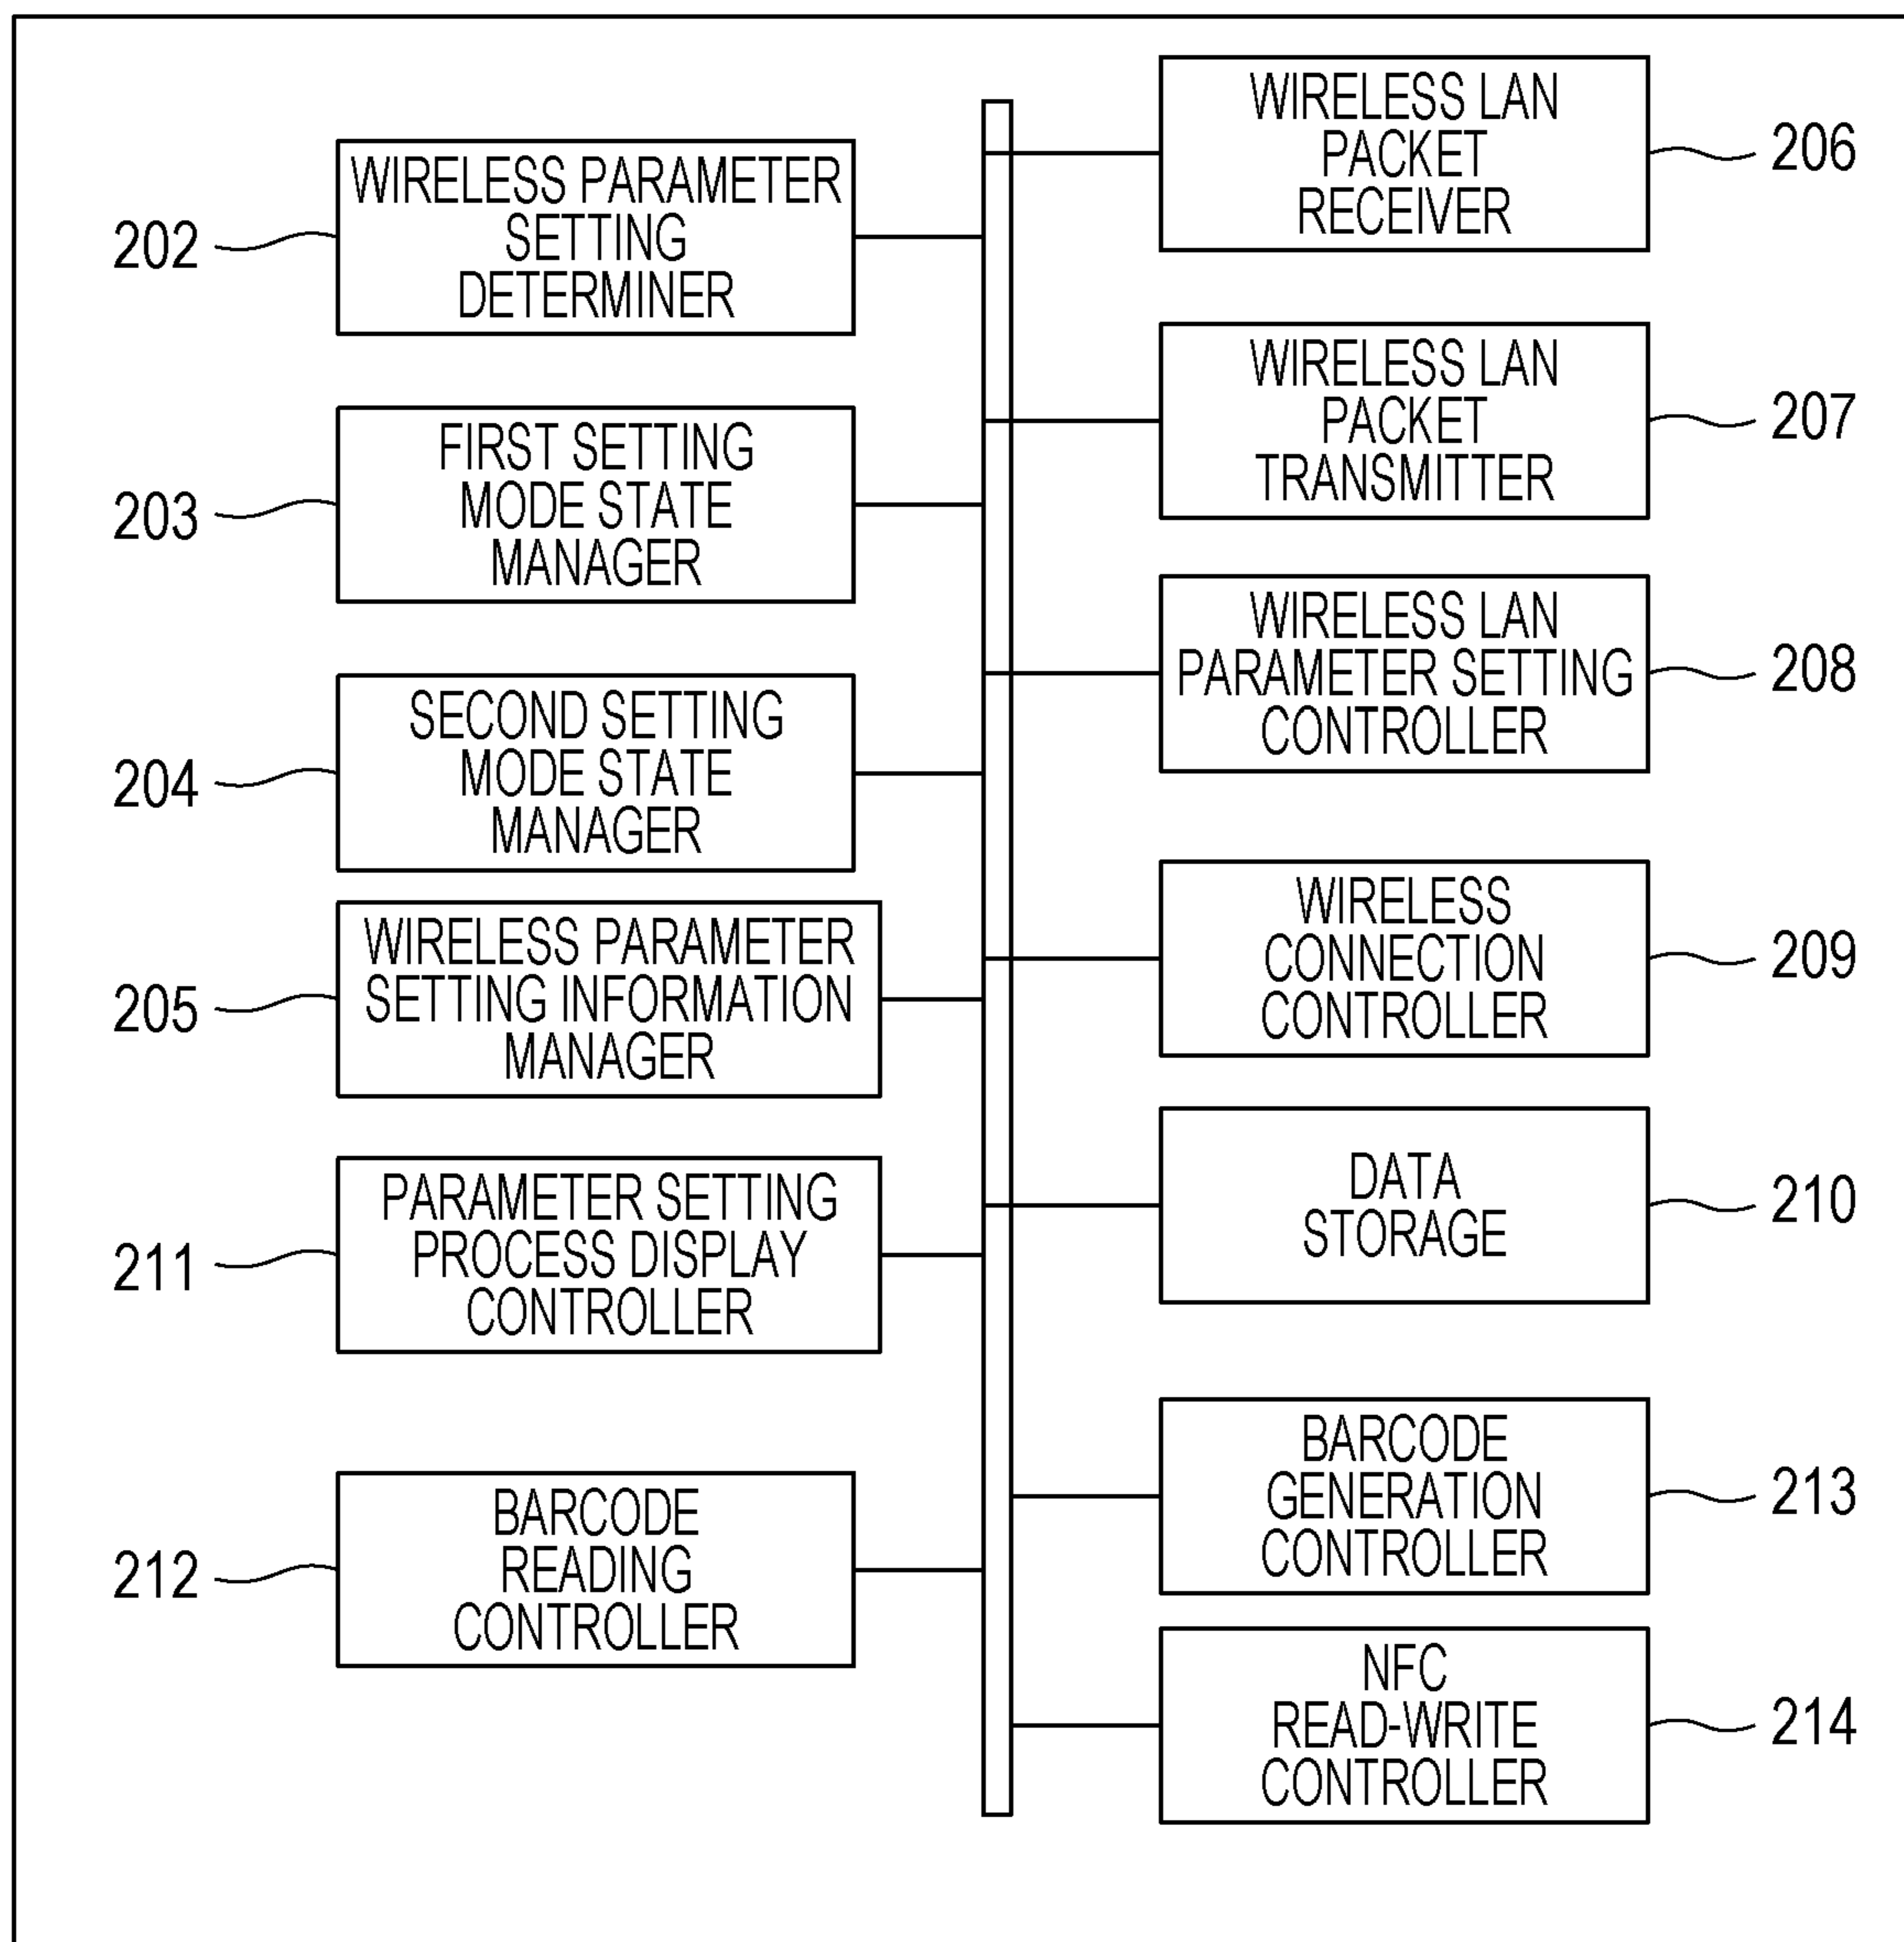 202
WIRELESS PARAMETER
SETTING
DETERMINER
203
FIRST SETTING
MODE STATE
MANAGER
204
SECOND SETTING
MODE STATE
MANAGER
205
WIRELESS PARAMETER
SETTING INFORMATION
MANAGER
211
PARAMETER SETTING
PROCESS DISPLAY
CONTROLLER
212
BARCODE
READING
CONTROLLER
WIRELESS LAN
PACKET
RECEIVER
206
WIRELESS LAN
PACKET
TRANSMITTER
207
WIRELESS LAN
PARAMETER SETTING
CONTROLLER
208
WIRELESS
CONNECTION
CONTROLLER
209
DATA
STORAGE
210
BARCODE
GENERATION
CONTROLLER
213
NFC
READ-WRITE
CONTROLLER
214